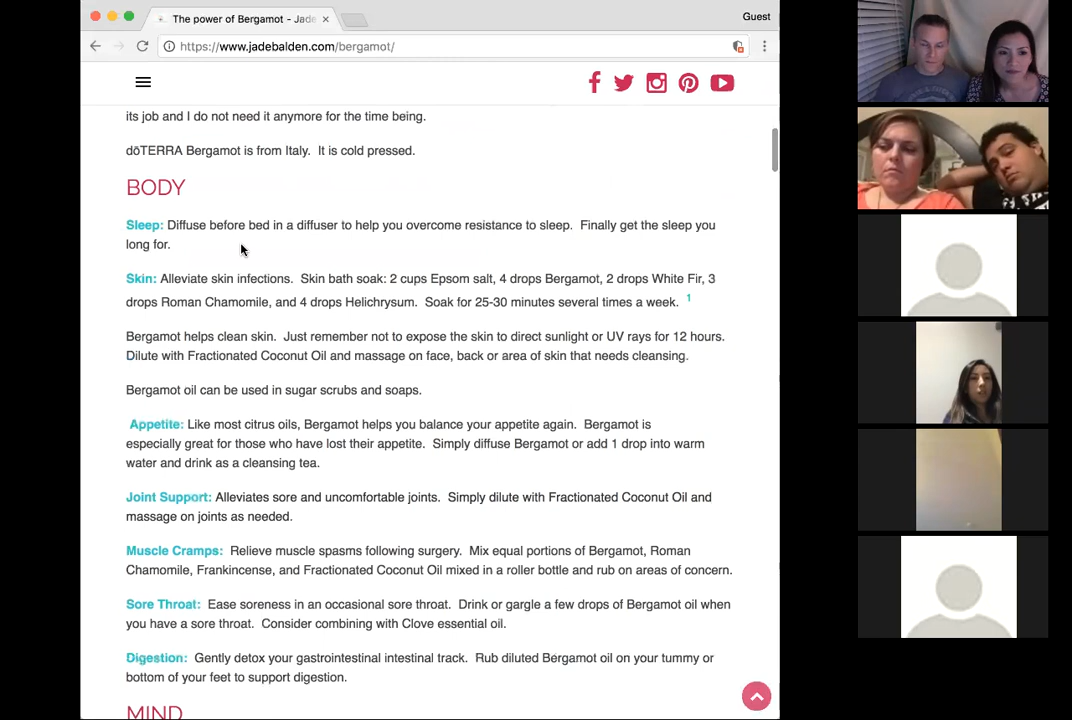 The power of Bergamot - Jade
Guest
https://www.jadebalden.com/bergamot/
its job and I do not need it anymore for the time being.
dōTERRA Bergamot is from Italy.  It is cold pressed.
BODY
Sleep: Diffuse before bed in a diffuser to help you overcome resistance to sleep.  Finally get the sleep you
long for.
Skin: Alleviate skin infections.  Skin bath soak: 2 cups Epsom salt, 4 drops Bergamot, 2 drops White Fir, 3
drops Roman Chamomile, and 4 drops Helichrysum.  Soak for 25-30 minutes several times a week. 1
Bergamot helps clean skin.  Just remember not to expose the skin to direct sunlight or UV rays for 12 hours.
Dilute with Fractionated Coconut Oil and massage on face, back or area of skin that needs cleansing.
Bergamot oil can be used in sugar scrubs and soaps.
Appetite: Like most citrus oils, Bergamot helps you balance your appetite again.  Bergamot is
especially great for those who have lost their appetite.  Simply diffuse Bergamot or add 1 drop into warm
water and drink as a cleansing tea.
Joint Support: Alleviates sore and uncomfortable joints.  Simply dilute with Fractionated Coconut Oil and
massage on joints as needed.
Muscle Cramps:  Relieve muscle spasms following surgery.  Mix equal portions of Bergamot, Roman
Chamomile, Frankincense, and Fractionated Coconut Oil mixed in a roller bottle and rub on areas of concern.
Sore Throat:  Ease soreness in an occasional sore throat.  Drink or gargle a few drops of Bergamot oil when
you have a sore throat.  Consider combining with Clove essential oil.
Digestion:  Gently detox your gastrointestinal intestinal track.  Rub diluted Bergamot oil on your tummy or
bottom of your feet to support digestion.
MIND